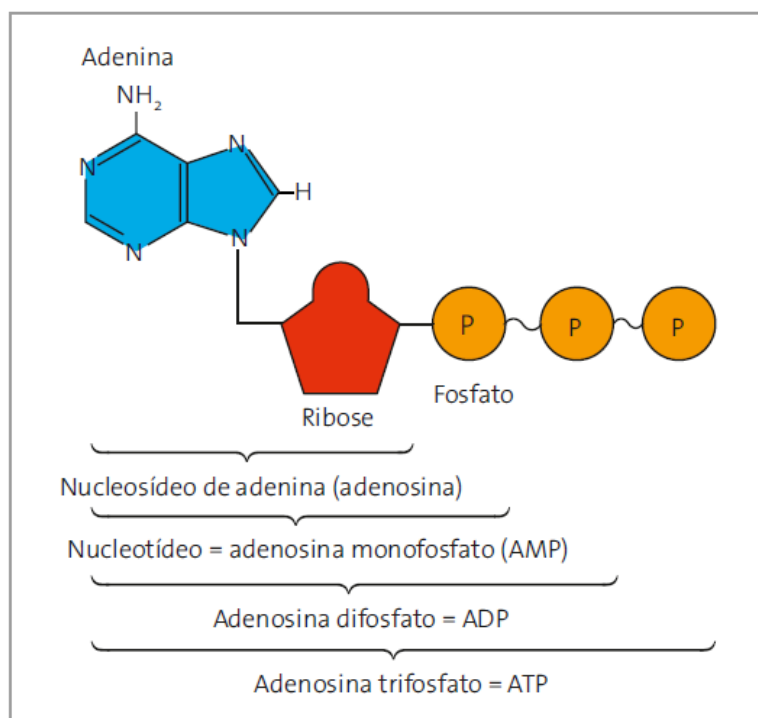 Adenina
NH₂
N
N
H
N
N
P
P
P
Fosfato
Ribose
Nucleosídeo de adenina (adenosina)
Nucleotídeo = adenosina monofosfato (AMP)
Adenosina difosfato = ADP
Adenosina trifosfato = ATP